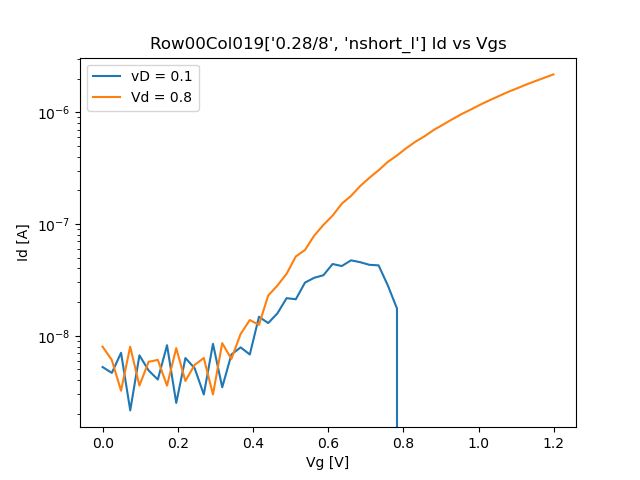 Row00Col019['0.28/8', 'nshort_l'] Id vs Vgs
vD = 0.1
Vd = 0.8
Id [A]
10⁻⁶
10⁻⁷
10⁻⁸
0.0 0.2 0.4 0.6 0.8 1.0 1.2
Vg [V]